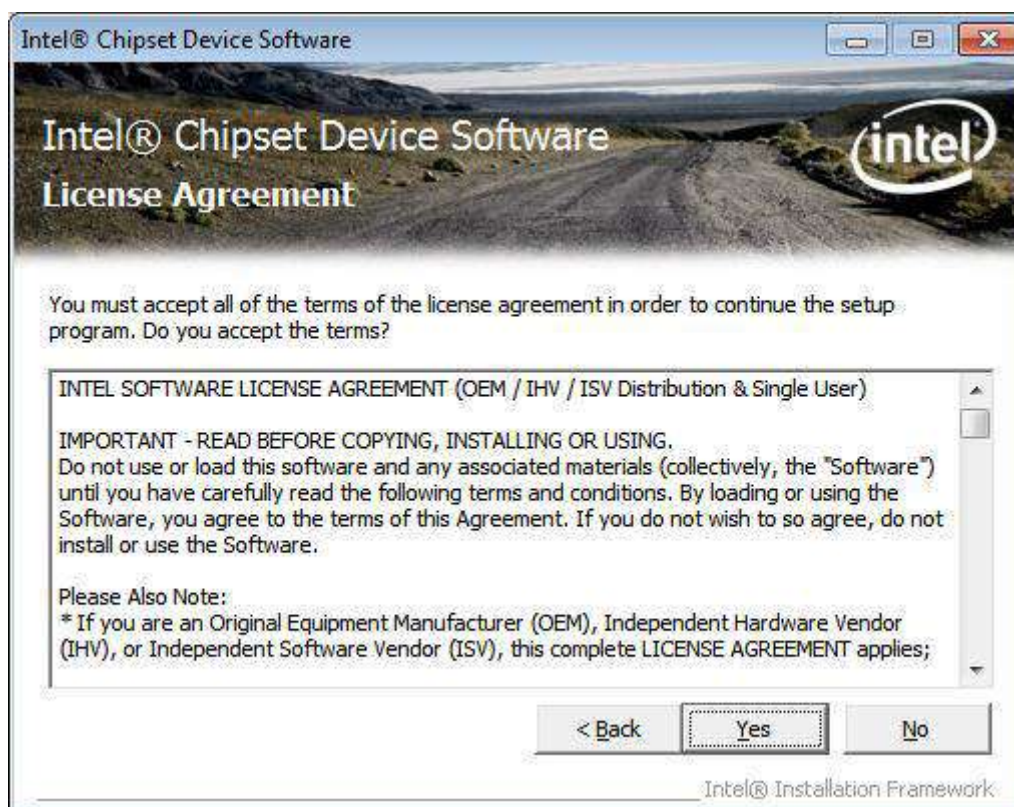 Intel® Chipset Device Software
Intel® Chipset Device Software
intel
License Agreement
You must accept all of the terms of the license agreement in order to continue the setup
program. Do you accept the terms?
INTEL SOFTWARE LICENSE AGREEMENT (OEM / IHV / ISV Distribution & Single User)
IMPORTANT - READ BEFORE COPYING, INSTALLING OR USING.
Do not use or load this software and any associated materials (collectively, the "Software")
until you have carefully read the following terms and conditions. By loading or using the
Software, you agree to the terms of this Agreement. If you do not wish to so agree, do not
install or use the Software.
Please Also Note:
* If you are an Original Equipment Manufacturer (OEM), Independent Hardware Vendor
(IHV), or Independent Software Vendor (ISV), this complete LICENSE AGREEMENT applies;
< Back Yes No
Intel® Installation Framework